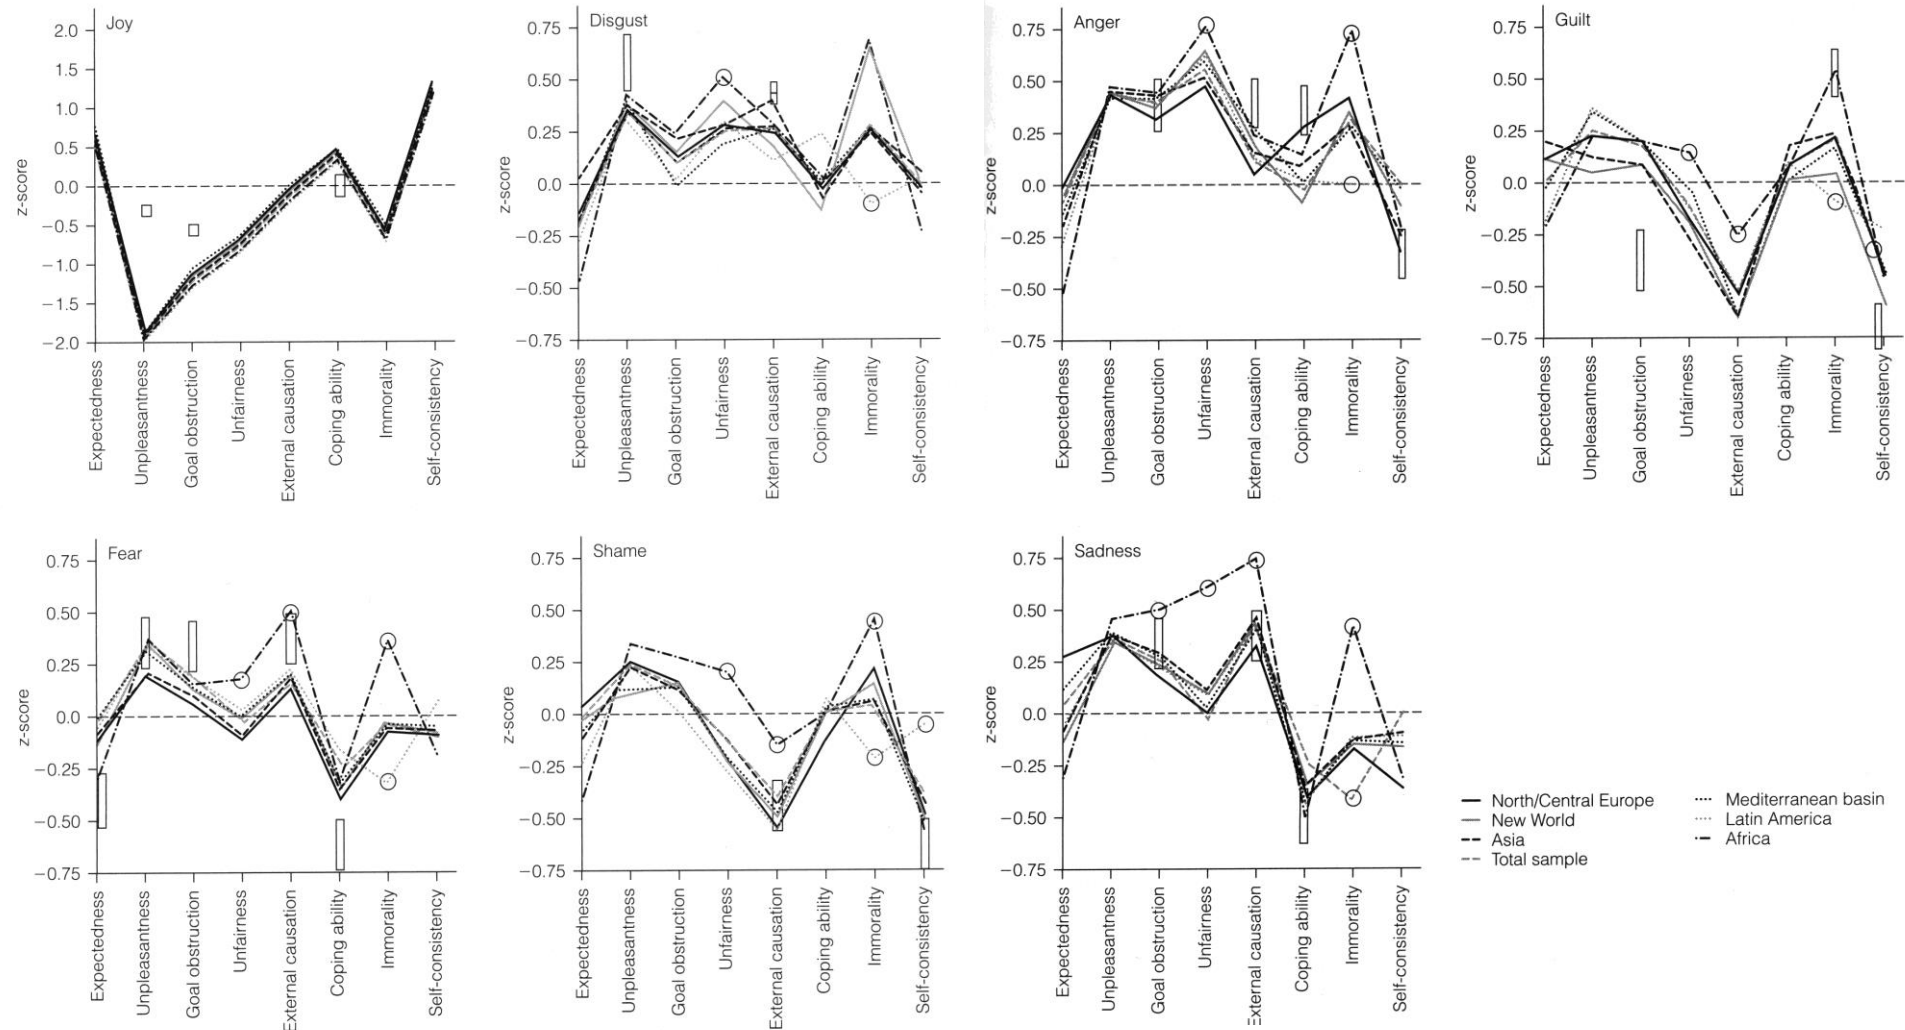 Joy
z-score
2.0
1.5
1.0
0.5
0.0
−0.5
−1.0
−1.5
−2.0
Expectedness
Unpleasantness
Goal obstruction
Unfairness
External causation
Coping ability
Immorality
Self-consistency
Disgust
z-score
0.75
0.50
0.25
0.0
−0.25
−0.50
−0.75
Expectedness
Unpleasantness
Goal obstruction
Unfairness
External causation
Coping ability
Immorality
Self-consistency
Anger
z-score
0.75
0.50
0.25
0.0
−0.25
−0.50
−0.75
Expectedness
Unpleasantness
Goal obstruction
Unfairness
External causation
Coping ability
Immorality
Self-consistency
Guilt
z-score
0.75
0.50
0.25
0.0
−0.25
−0.50
−0.75
Expectedness
Unpleasantness
Goal obstruction
Unfairness
External causation
Coping ability
Immorality
Self-consistency
Fear
z-score
0.75
0.50
0.25
0.0
−0.25
−0.50
−0.75
Expectedness
Unpleasantness
Goal obstruction
Unfairness
External causation
Coping ability
Immorality
Self-consistency
Shame
z-score
0.75
0.50
0.25
0.0
−0.25
−0.50
−0.75
Expectedness
Unpleasantness
Goal obstruction
Unfairness
External causation
Coping ability
Immorality
Self-consistency
Sadness
z-score
0.75
0.50
0.25
0.0
−0.25
−0.50
−0.75
Expectedness
Unpleasantness
Goal obstruction
Unfairness
External causation
Coping ability
Immorality
Self-consistency
North/Central Europe
New World
Asia
Total sample
Mediterranean basin
Latin America
Africa